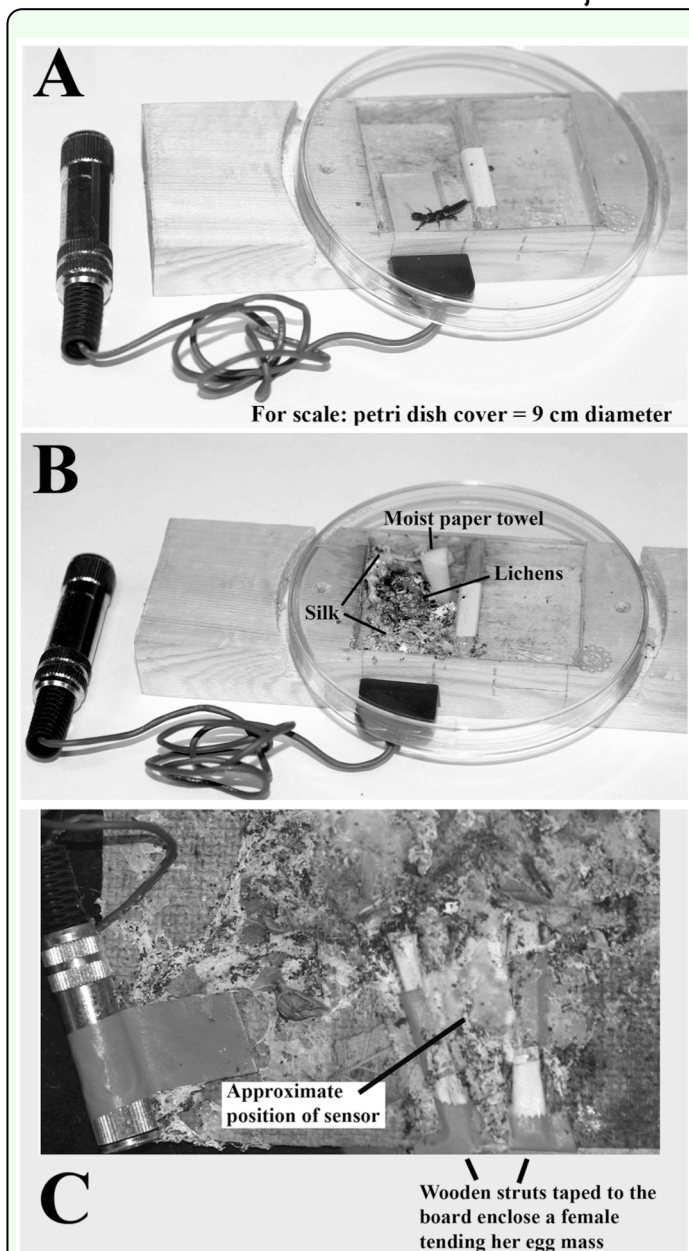 A
For scale: petri dish cover = 9 cm diameter
B
Moist paper towel
Lichens
Silk
Approximate
position of sensor
C
Wooden struts taped to the
board enclose a female
tending her egg mass